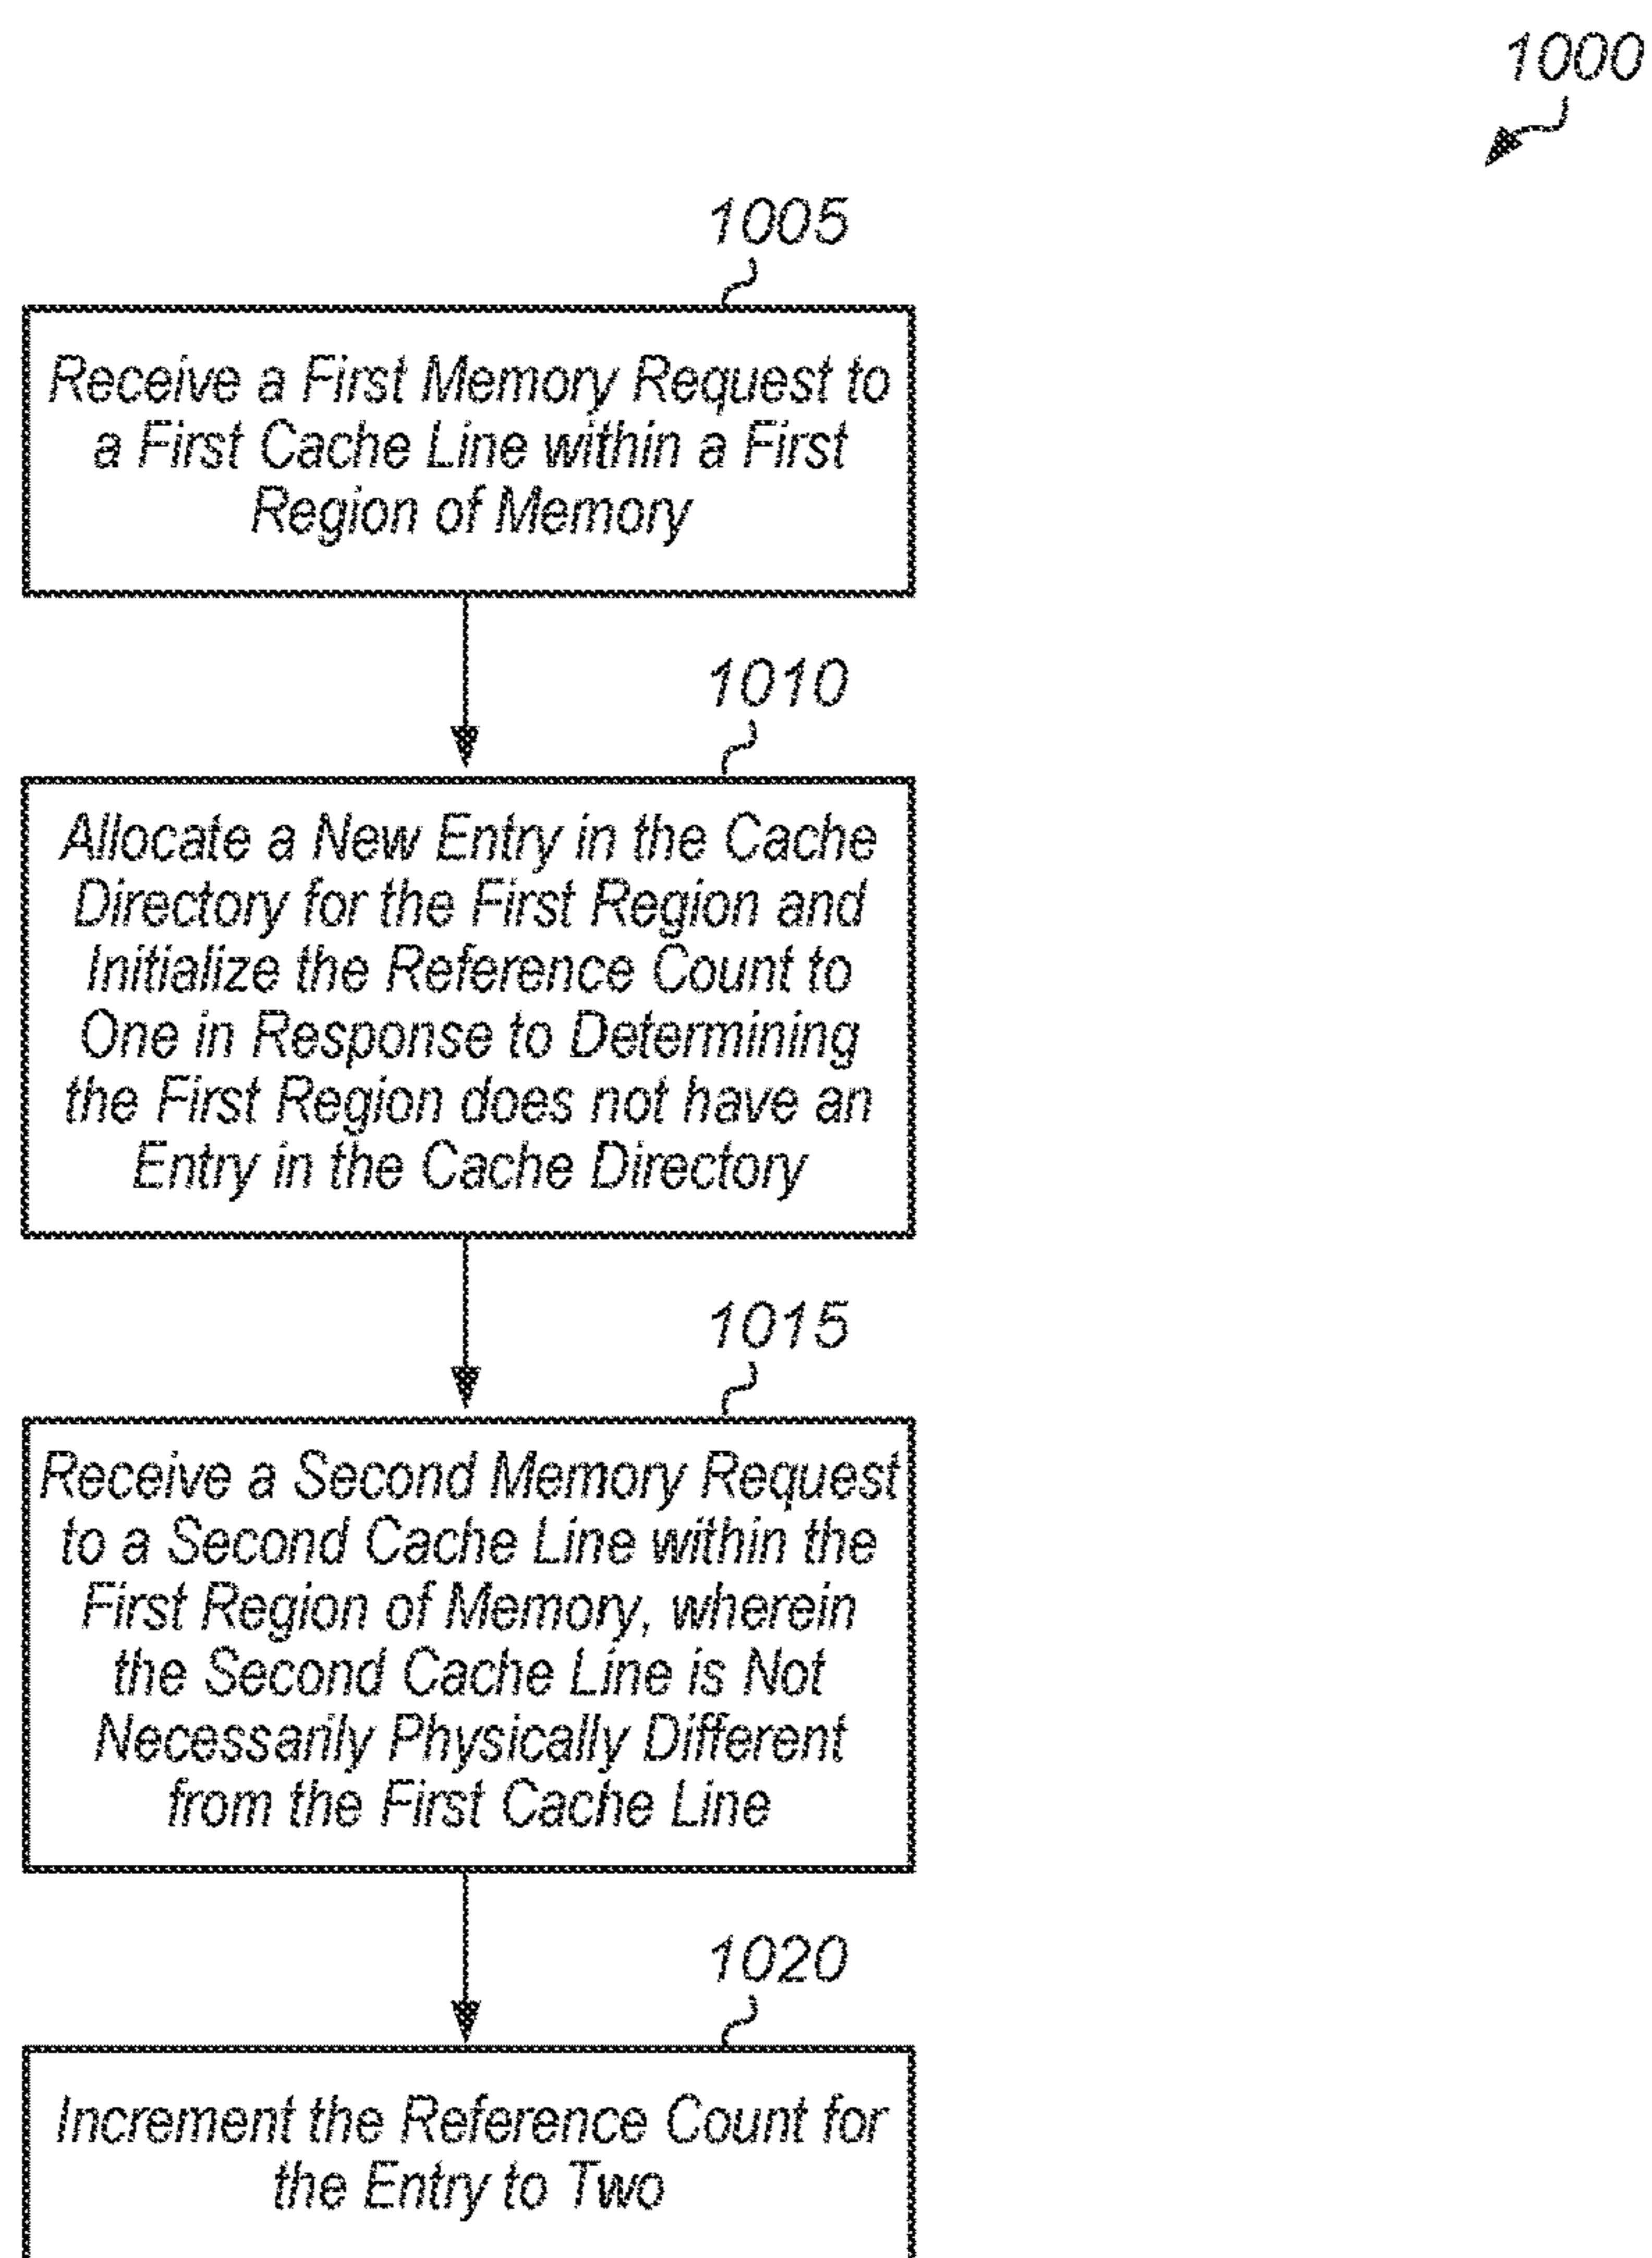 1000
1005
Receive a First Memory Request to
a First Cache Line within a First
Region of Memory
1010
Allocate a New Entry in the Cache
Directory for the First Region and
Initialize the Reference Count to
One in Response to Determining
the First Region does not have an
Entry in the Cache Directory
1015
Receive a Second Memory Request
to a Second Cache Line within the
First Region of Memory, wherein
the Second Cache Line is Not
Necessarily Physically Different
from the First Cache Line
1020
Increment the Reference Count for
the Entry to Two